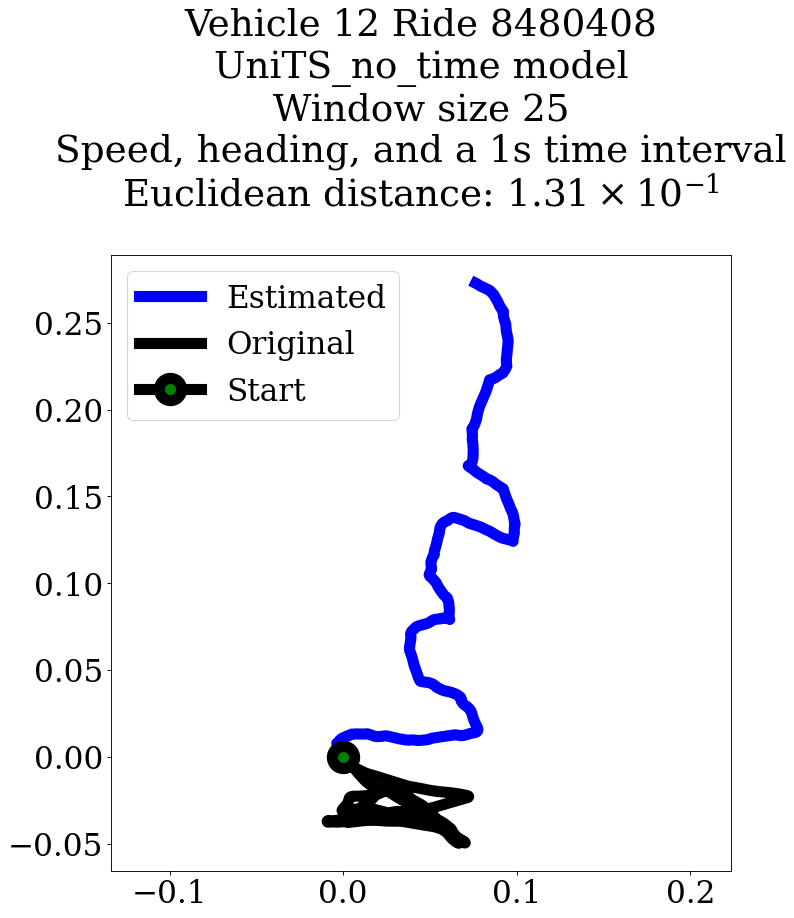 Vehicle 12 Ride 8480408
UniTS_no_time model
Window size 25
Speed, heading, and a 1s time interval
Euclidean distance: 1.31 × 10⁻¹
Estimated
Original
Start
0.25
0.20
0.15
0.10
0.05
0.00
−0.05
−0.1
0.0
0.1
0.2